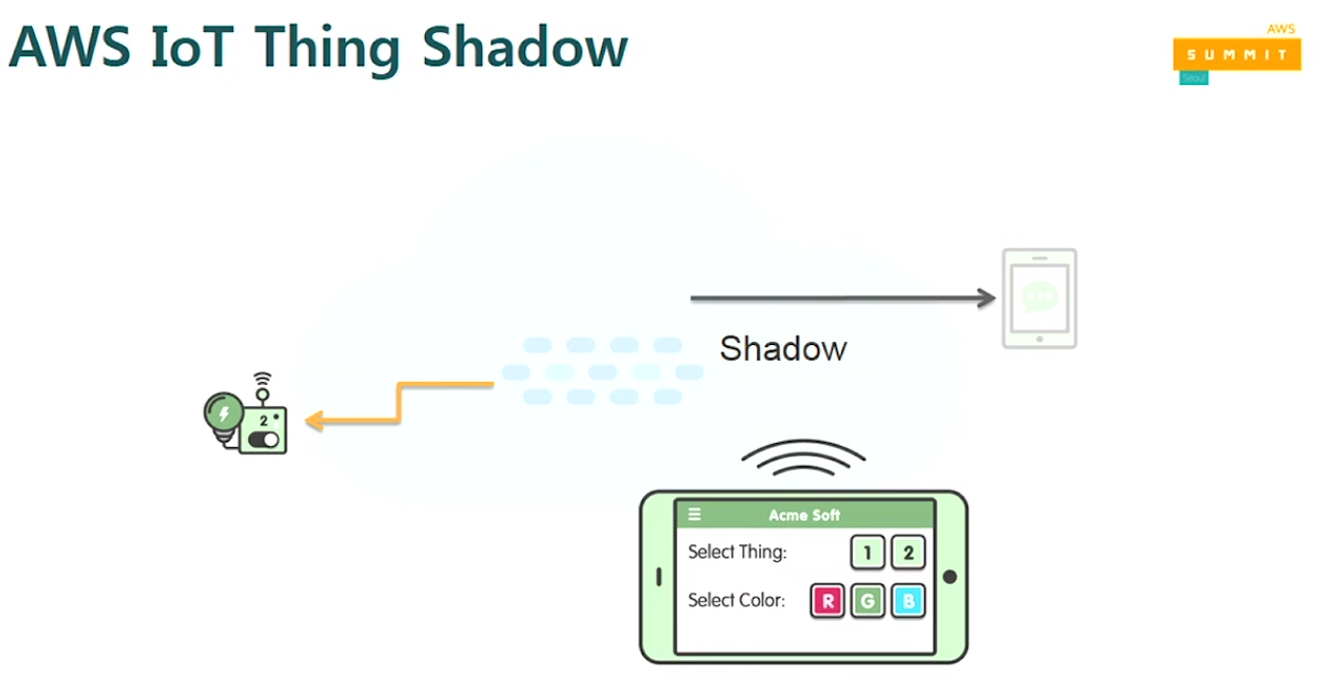 AWS IoT Thing Shadow
AWS
SUMMIT
Seoul
Shadow
2
Acme Soft
Select Thing: 1 2
Select Color: R G B